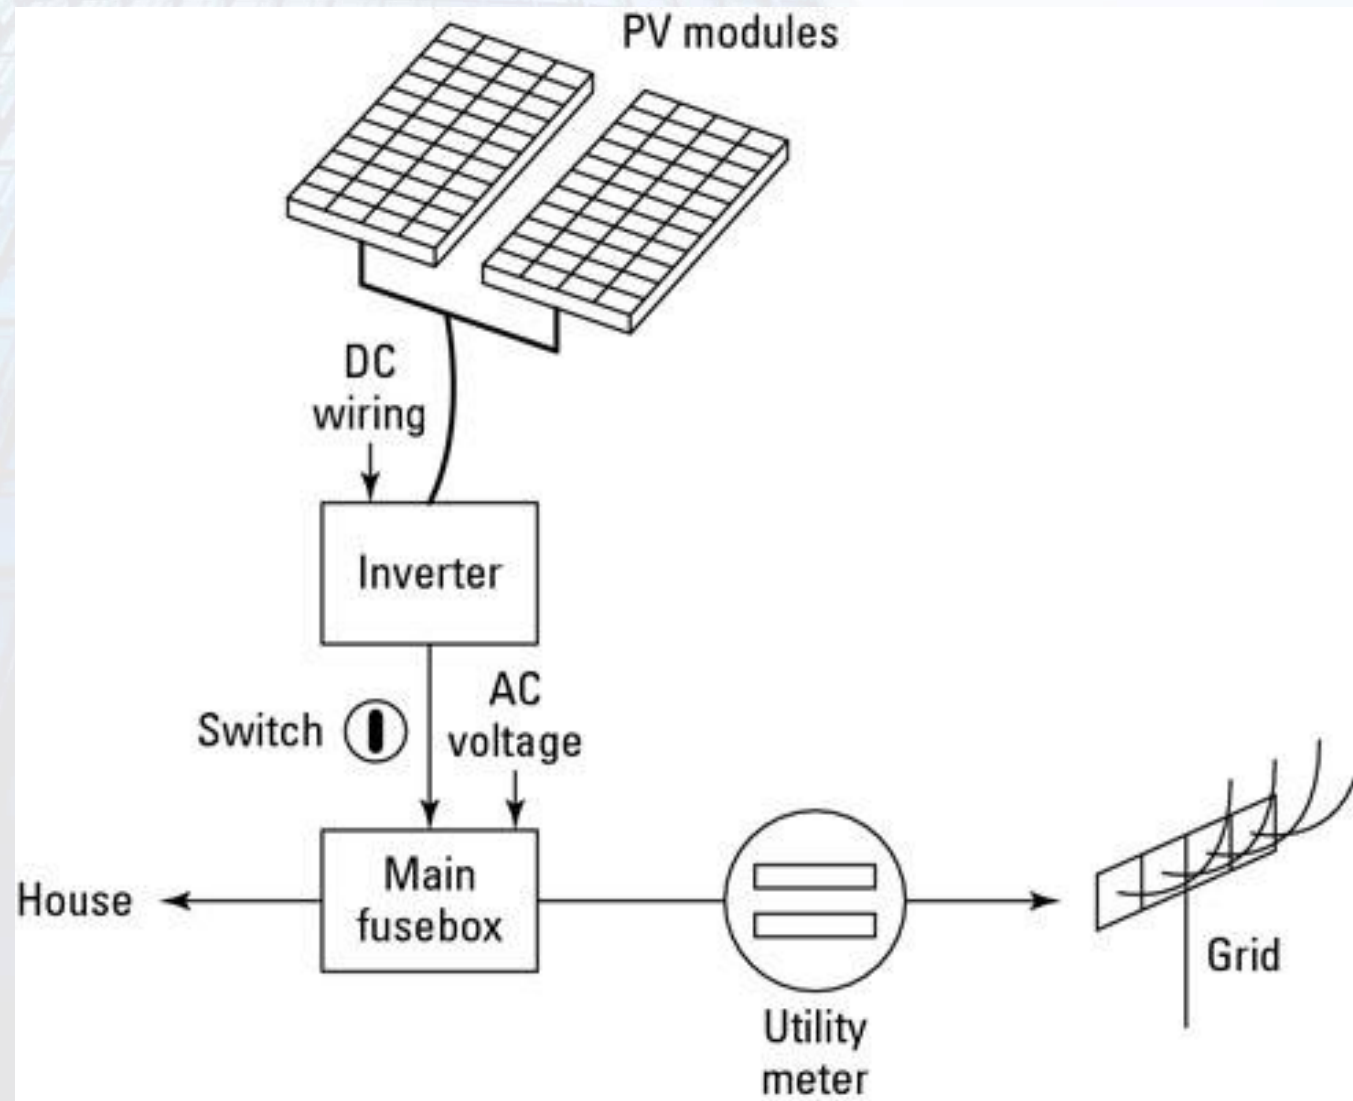 PV modules
DC
wiring
Inverter
Switch
AC
voltage
House
Main
fusebox
Grid
Utility
meter